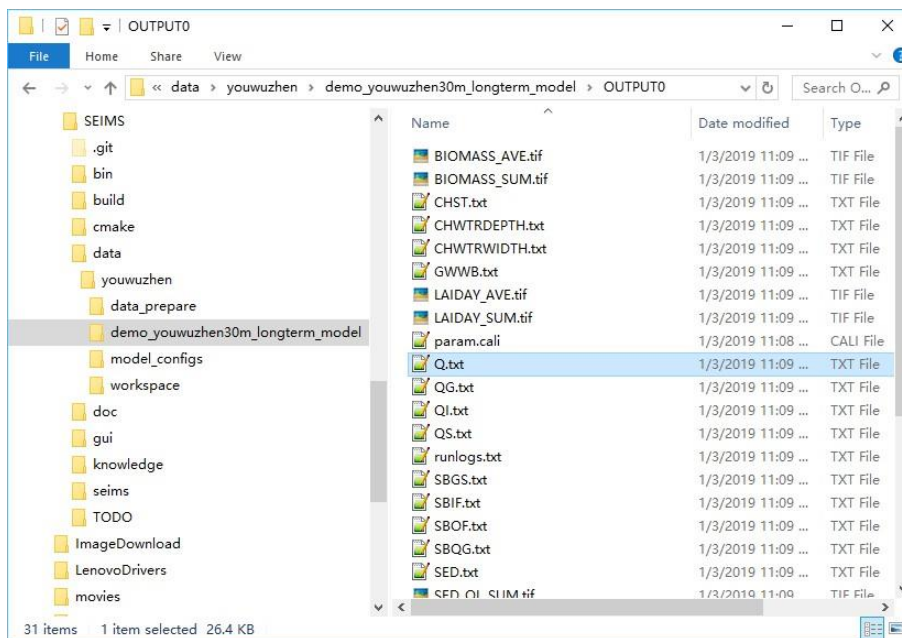 OUTPUT0
File Home Share View
« data › youwuzhen › demo_youwuzhen30m_longterm_model › OUTPUT0
Search O...
SEIMS
.git
bin
build
cmake
data
youwuzhen
data_prepare
demo_youwuzhen30m_longterm_model
model_configs
workspace
doc
gui
knowledge
seims
TODO
ImageDownload
LenovoDrivers
movies
Name Date modified Type
BIOMASS_AVE.tif 1/3/2019 11:09 ... TIF File
BIOMASS_SUM.tif 1/3/2019 11:09 ... TIF File
CHST.txt 1/3/2019 11:09 ... TXT File
CHWTRDEPTH.txt 1/3/2019 11:09 ... TXT File
CHWTRWIDTH.txt 1/3/2019 11:09 ... TXT File
GWWB.txt 1/3/2019 11:09 ... TXT File
LAIDAY_AVE.tif 1/3/2019 11:09 ... TIF File
LAIDAY_SUM.tif 1/3/2019 11:09 ... TIF File
param.cali 1/3/2019 11:08 ... CALI File
Q.txt 1/3/2019 11:09 ... TXT File
QG.txt 1/3/2019 11:09 ... TXT File
QI.txt 1/3/2019 11:09 ... TXT File
QS.txt 1/3/2019 11:09 ... TXT File
runlogs.txt 1/3/2019 11:09 ... TXT File
SBGS.txt 1/3/2019 11:09 ... TXT File
SBIF.txt 1/3/2019 11:09 ... TXT File
SBOF.txt 1/3/2019 11:09 ... TXT File
SBQG.txt 1/3/2019 11:09 ... TXT File
SED.txt 1/3/2019 11:09 ... TXT File
SED_OL_SUM.tif 1/3/2019 11:09 ... TIF File
31 items 1 item selected 26.4 KB